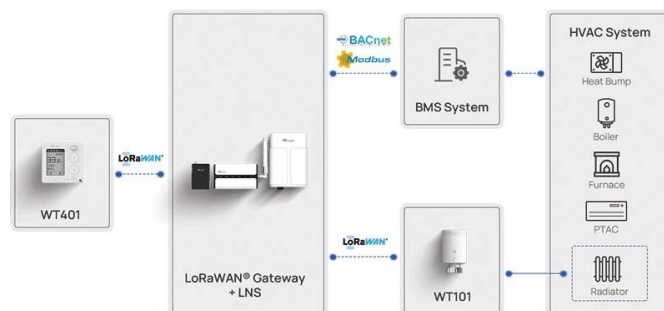 WT401
LoRaWAN®
LoRaWAN® Gateway
+ LNS
BACnet
Modbus
BMS System
LoRaWAN®
WT101
HVAC System
Heat Bump
Boiler
Furnace
PTAC
Radiator